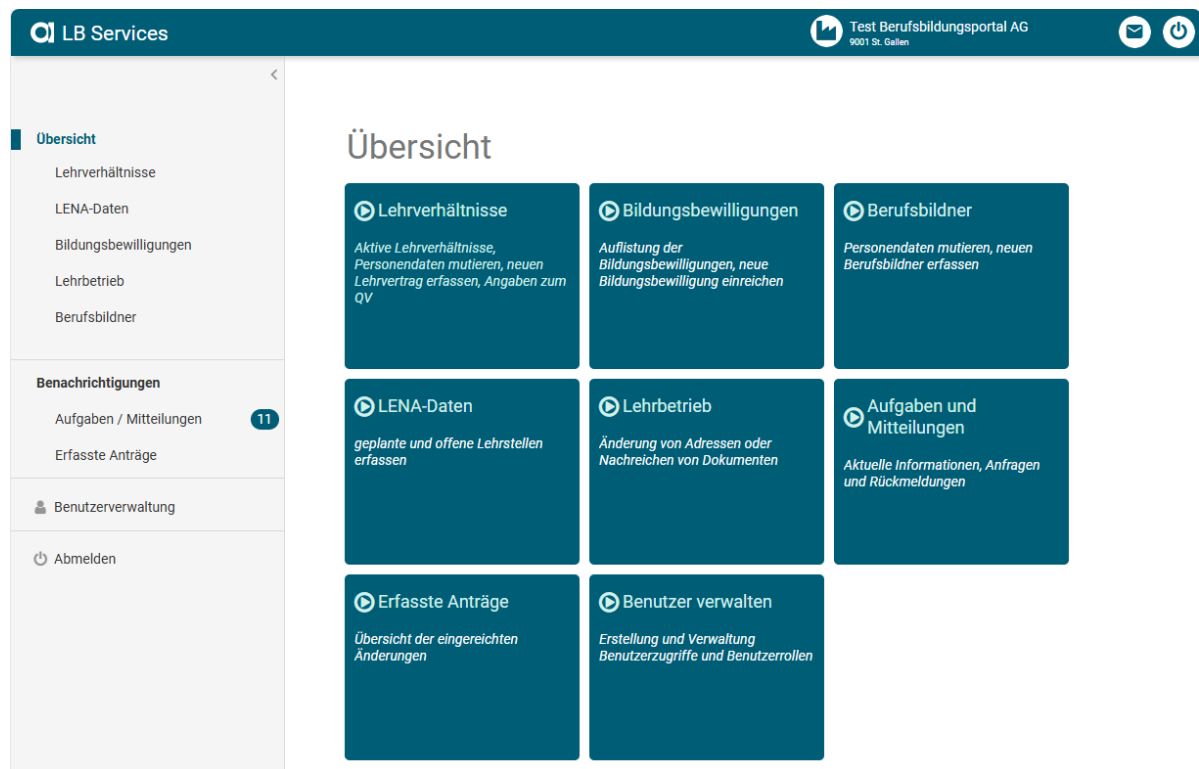 LB Services
Test Berufsbildungsportal AG
9001 St. Gallen
Übersicht
Lehrverhältnisse
LENA-Daten
Bildungsbewilligungen
Lehrbetrieb
Berufsbildner
Benachrichtigungen
Aufgaben / Mitteilungen 11
Erfasste Anträge
Benutzerverwaltung
Abmelden
Übersicht
Lehrverhältnisse
Aktive Lehrverhältnisse,
Personendaten mutieren, neuen
Lehrvertrag erfassen, Angaben zum
QV
Bildungsbewilligungen
Auflistung der
Bildungsbewilligungen, neue
Bildungsbewilligung einreichen
Berufsbildner
Personendaten mutieren, neuen
Berufsbildner erfassen
LENA-Daten
geplante und offene Lehrstellen
erfassen
Lehrbetrieb
Änderung von Adressen oder
Nachreichen von Dokumenten
Aufgaben und
Mitteilungen
Aktuelle Informationen, Anfragen
und Rückmeldungen
Erfasste Anträge
Übersicht der eingereichten
Änderungen
Benutzer verwalten
Erstellung und Verwaltung
Benutzerzugriffe und Benutzerrollen